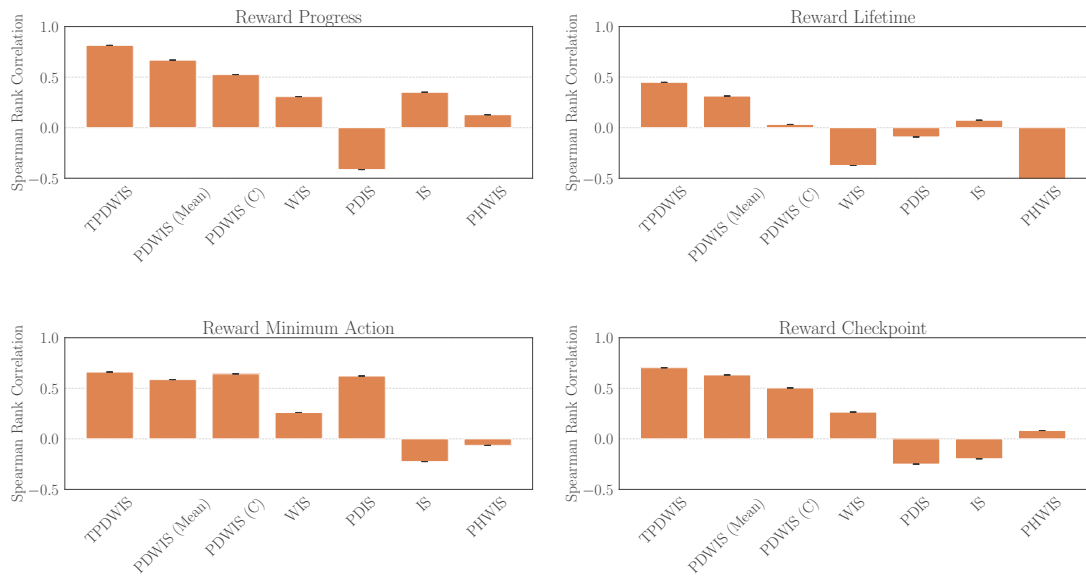 Reward Progress
Spearman Rank Correlation
1.0
0.5
0.0
−0.5
TPDWIS
PDWIS (Mean)
PDWIS (C)
WIS
PDIS
IS
PHWIS
Reward Lifetime
Spearman Rank Correlation
1.0
0.5
0.0
−0.5
TPDWIS
PDWIS (Mean)
PDWIS (C)
WIS
PDIS
IS
PHWIS
Reward Minimum Action
Spearman Rank Correlation
1.0
0.5
0.0
−0.5
TPDWIS
PDWIS (Mean)
PDWIS (C)
WIS
PDIS
IS
PHWIS
Reward Checkpoint
Spearman Rank Correlation
1.0
0.5
0.0
−0.5
TPDWIS
PDWIS (Mean)
PDWIS (C)
WIS
PDIS
IS
PHWIS